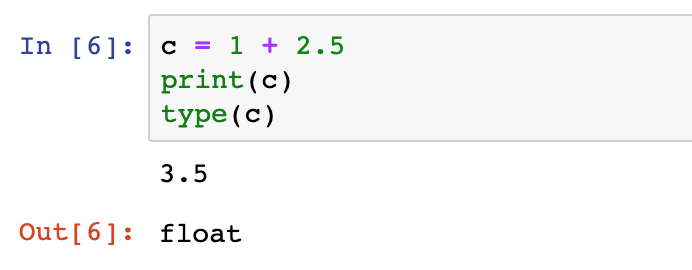 In [6]: c = 1 + 2.5
print(c)
type(c)
3.5
Out[6]: float